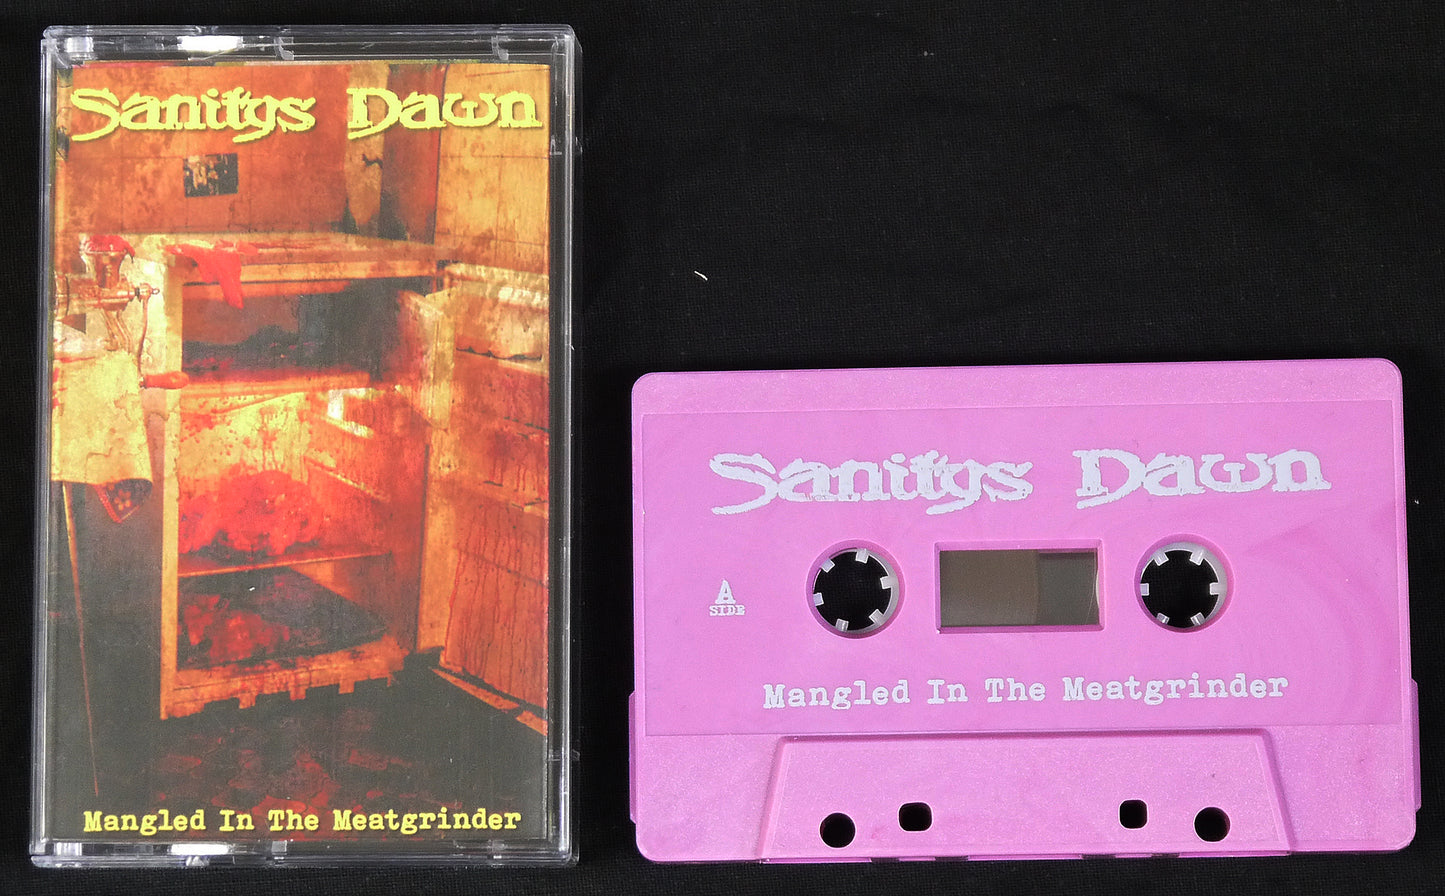 Sanitys Dawn
Mangled In The Meatgrinder
Sanitys Dawn
A
SIDE
Mangled In The Meatgrinder